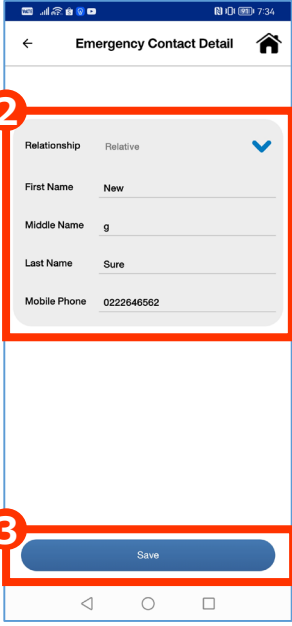 7:34
Emergency Contact Detail
2
Relationship Relative
First Name New
Middle Name g
Last Name Sure
Mobile Phone 0222646562
3
Save